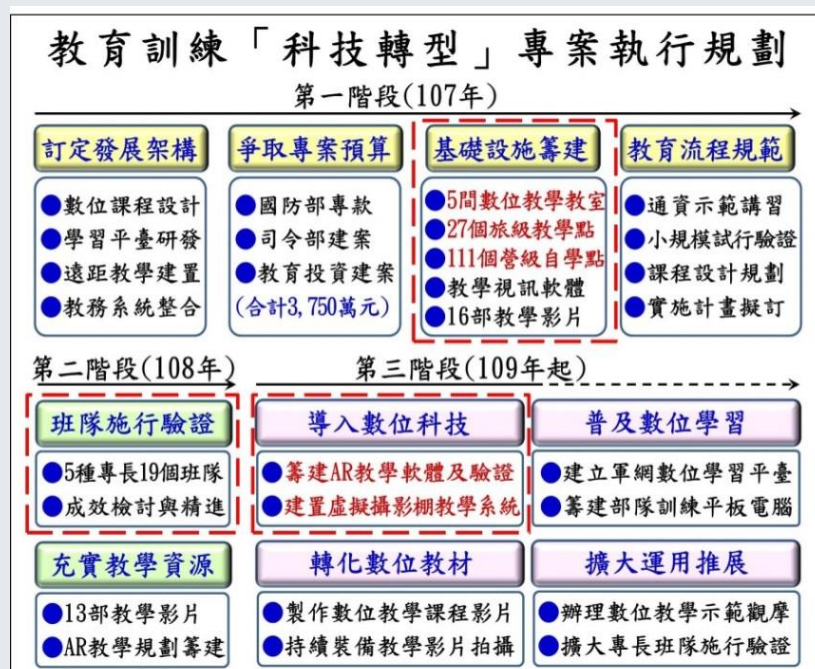 教育訓練「科技轉型」專案執行規劃
第一階段(107年)
訂定發展架構
●數位課程設計
●學習平臺研發
●遠距教學建置
●教務系統整合
爭取專案預算
●國防部專款
●司令部建案
●教育投資建案
(合計3,750萬元)
基礎設施籌建
●5間數位教學教室
●27個旅級教學點
●111個營級自學點
●教學視訊軟體
●16部教學影片
教育流程規範
●通資示範講習
●小規模試行驗證
●課程設計規劃
●實施計畫擬訂
第二階段(108年)
班隊施行驗證
●5種專長19個班隊
●成效檢討與精進
充實教學資源
●13部教學影片
●AR教學規劃籌建
第三階段(109年起)
導入數位科技
●籌建AR教學軟體及驗證
●建置虛擬攝影棚教學系統
普及數位學習
●建立軍網數位學習平臺
●籌建部隊訓練平板電腦
轉化數位教材
●製作數位教學課程影片
●持續裝備教學影片拍攝
擴大運用推展
●辦理數位教學示範觀摩
●擴大專長班隊施行驗證